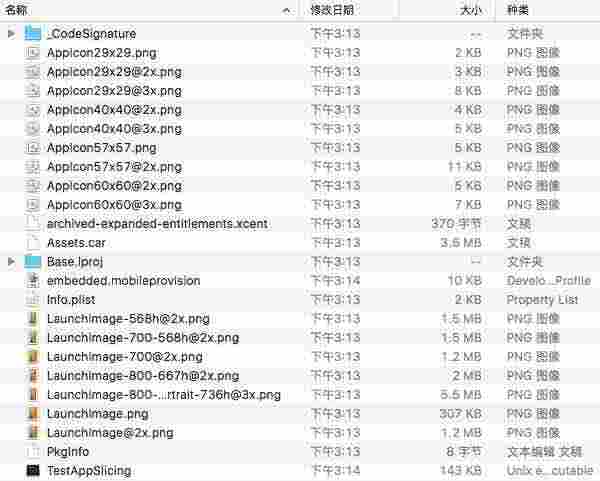 名称 修改日期 大小 种类
_CodeSignature 下午3:13 -- 文件夹
AppIcon29x29.png 下午3:13 2 KB PNG 图像
AppIcon29x29@2x.png 下午3:13 3 KB PNG 图像
AppIcon29x29@3x.png 下午3:13 8 KB PNG 图像
AppIcon40x40@2x.png 下午3:13 4 KB PNG 图像
AppIcon40x40@3x.png 下午3:13 5 KB PNG 图像
AppIcon57x57.png 下午3:13 5 KB PNG 图像
AppIcon57x57@2x.png 下午3:13 11 KB PNG 图像
AppIcon60x60@2x.png 下午3:13 5 KB PNG 图像
AppIcon60x60@3x.png 下午3:13 7 KB PNG 图像
archived-expanded-entitlements.xcent 下午3:13 370 字节 文稿
Assets.car 下午3:13 3.5 MB 文稿
Base.lproj 下午3:13 -- 文件夹
embedded.mobileprovision 下午3:14 10 KB Develo...Profile
Info.plist 下午3:13 2 KB Property List
LaunchImage-568h@2x.png 下午3:13 1.5 MB PNG 图像
LaunchImage-700-568h@2x.png 下午3:13 1.5 MB PNG 图像
LaunchImage-700@2x.png 下午3:13 1.2 MB PNG 图像
LaunchImage-800-667h@2x.png 下午3:13 2 MB PNG 图像
LaunchImage-800-...rtrait-736h@3x.png 下午3:13 5.5 MB PNG 图像
LaunchImage.png 下午3:13 307 KB PNG 图像
LaunchImage@2x.png 下午3:13 1.2 MB PNG 图像
PkgInfo 下午3:13 8 字节 文本编辑 文稿
TestAppSlicing 下午3:14 143 KB Unix e...cutable